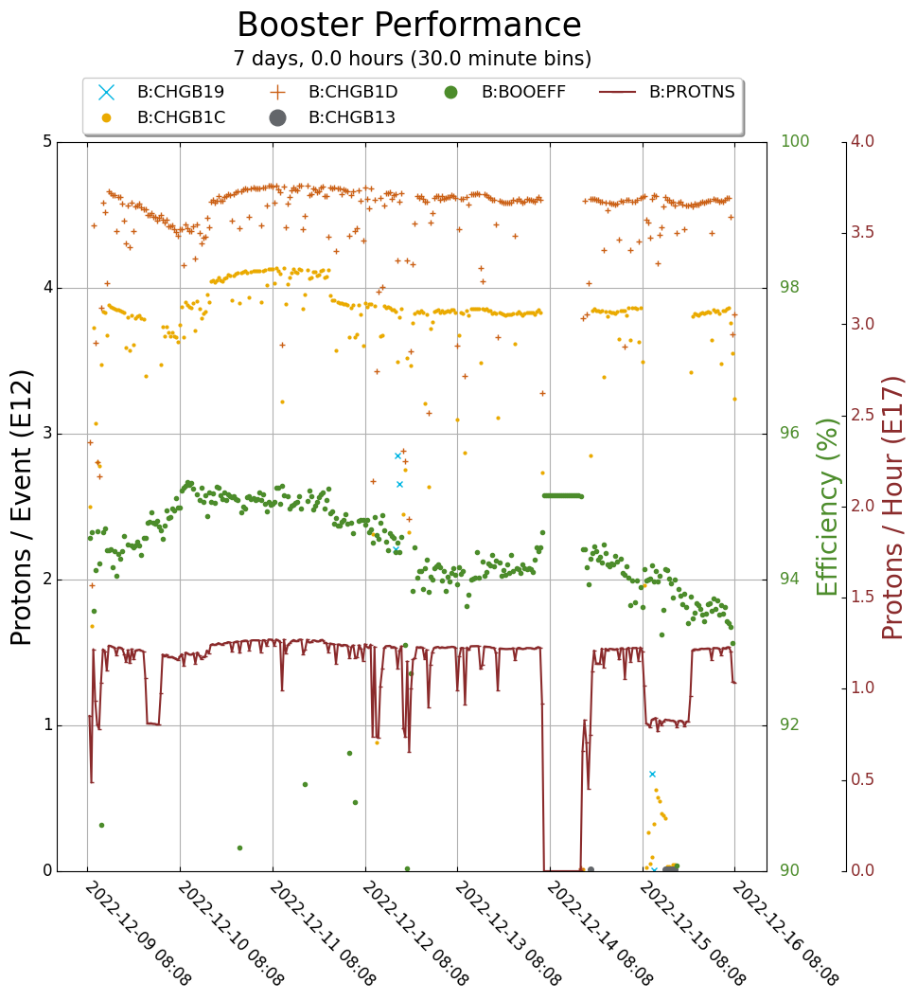 Booster Performance
7 days, 0.0 hours (30.0 minute bins)
B:CHGB19 B:CHGB1D B:BOOEFF B:PROTNS
B:CHGB1C B:CHGB13
5 100 4.0
3.5
4 98
3.0
2.5
3 96
2.0
2 94
1.5
1.0
1 92
0.5
0 90 0.0
Protons / Event (E12)
Efficiency (%)
Protons / Hour (E17)
2022-12-09 08:08
2022-12-10 08:08
2022-12-11 08:08
2022-12-12 08:08
2022-12-13 08:08
2022-12-14 08:08
2022-12-15 08:08
2022-12-16 08:08